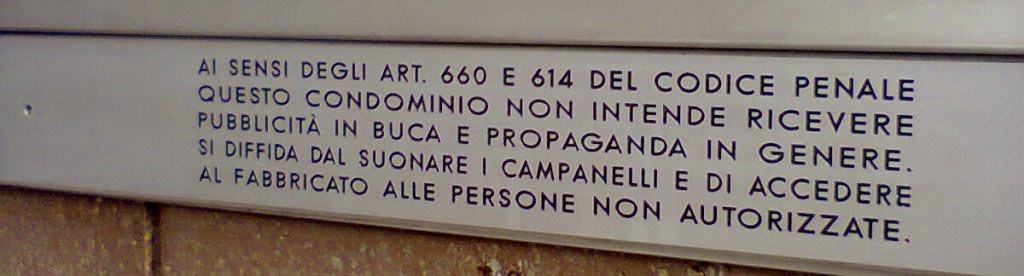 AI SENSI DEGLI ART. 660 E 614 DEL CODICE PENALE
QUESTO CONDOMINIO NON INTENDE RICEVERE
PUBBLICITÀ IN BUCA E PROPAGANDA IN GENERE.
SI DIFFIDA DAL SUONARE I CAMPANELLI E DI ACCEDERE
AL FABBRICATO ALLE PERSONE NON AUTORIZZATE.